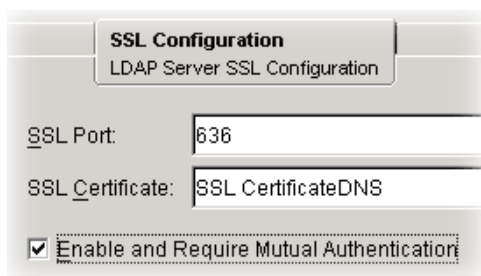 SSL Configuration
LDAP Server SSL Configuration
SSL Port: 636
SSL Certificate: SSL CertificateDNS
Enable and Require Mutual Authentication